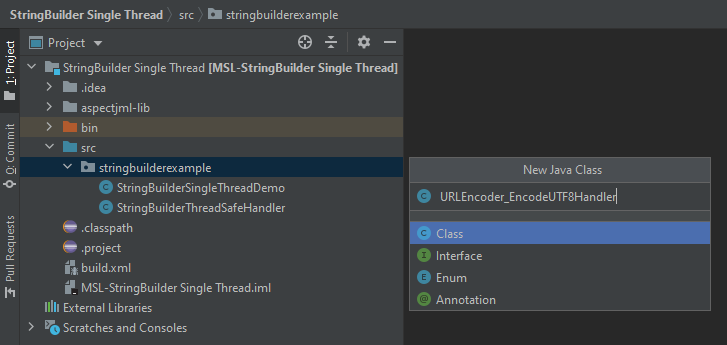 StringBuilder Single Thread > src > stringbuilderexample
1: Project
0: Commit
Pull Requests
Project
StringBuilder Single Thread [MSL-StringBuilder Single Thread]
.idea
aspectjml-lib
bin
src
stringbuilderexample
StringBuilderSingleThreadDemo
StringBuilderThreadSafeHandler
.classpath
.project
build.xml
MSL-StringBuilder Single Thread.iml
External Libraries
Scratches and Consoles
New Java Class
URLEncoder_EncodeUTF8Handler
Class
Interface
Enum
Annotation